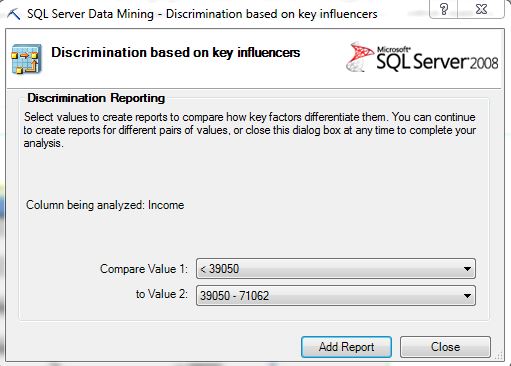 SQL Server Data Mining - Discrimination based on key influencers
?
Discrimination based on key influencers
Microsoft®
SQL Server 2008
Discrimination Reporting
Select values to create reports to compare how key factors differentiate them. You can continue
to create reports for different pairs of values, or close this dialog box at any time to complete your
analysis.
Column being analyzed: Income
Compare Value 1:
< 39050
to Value 2:
39050 - 71062
Add Report
Close